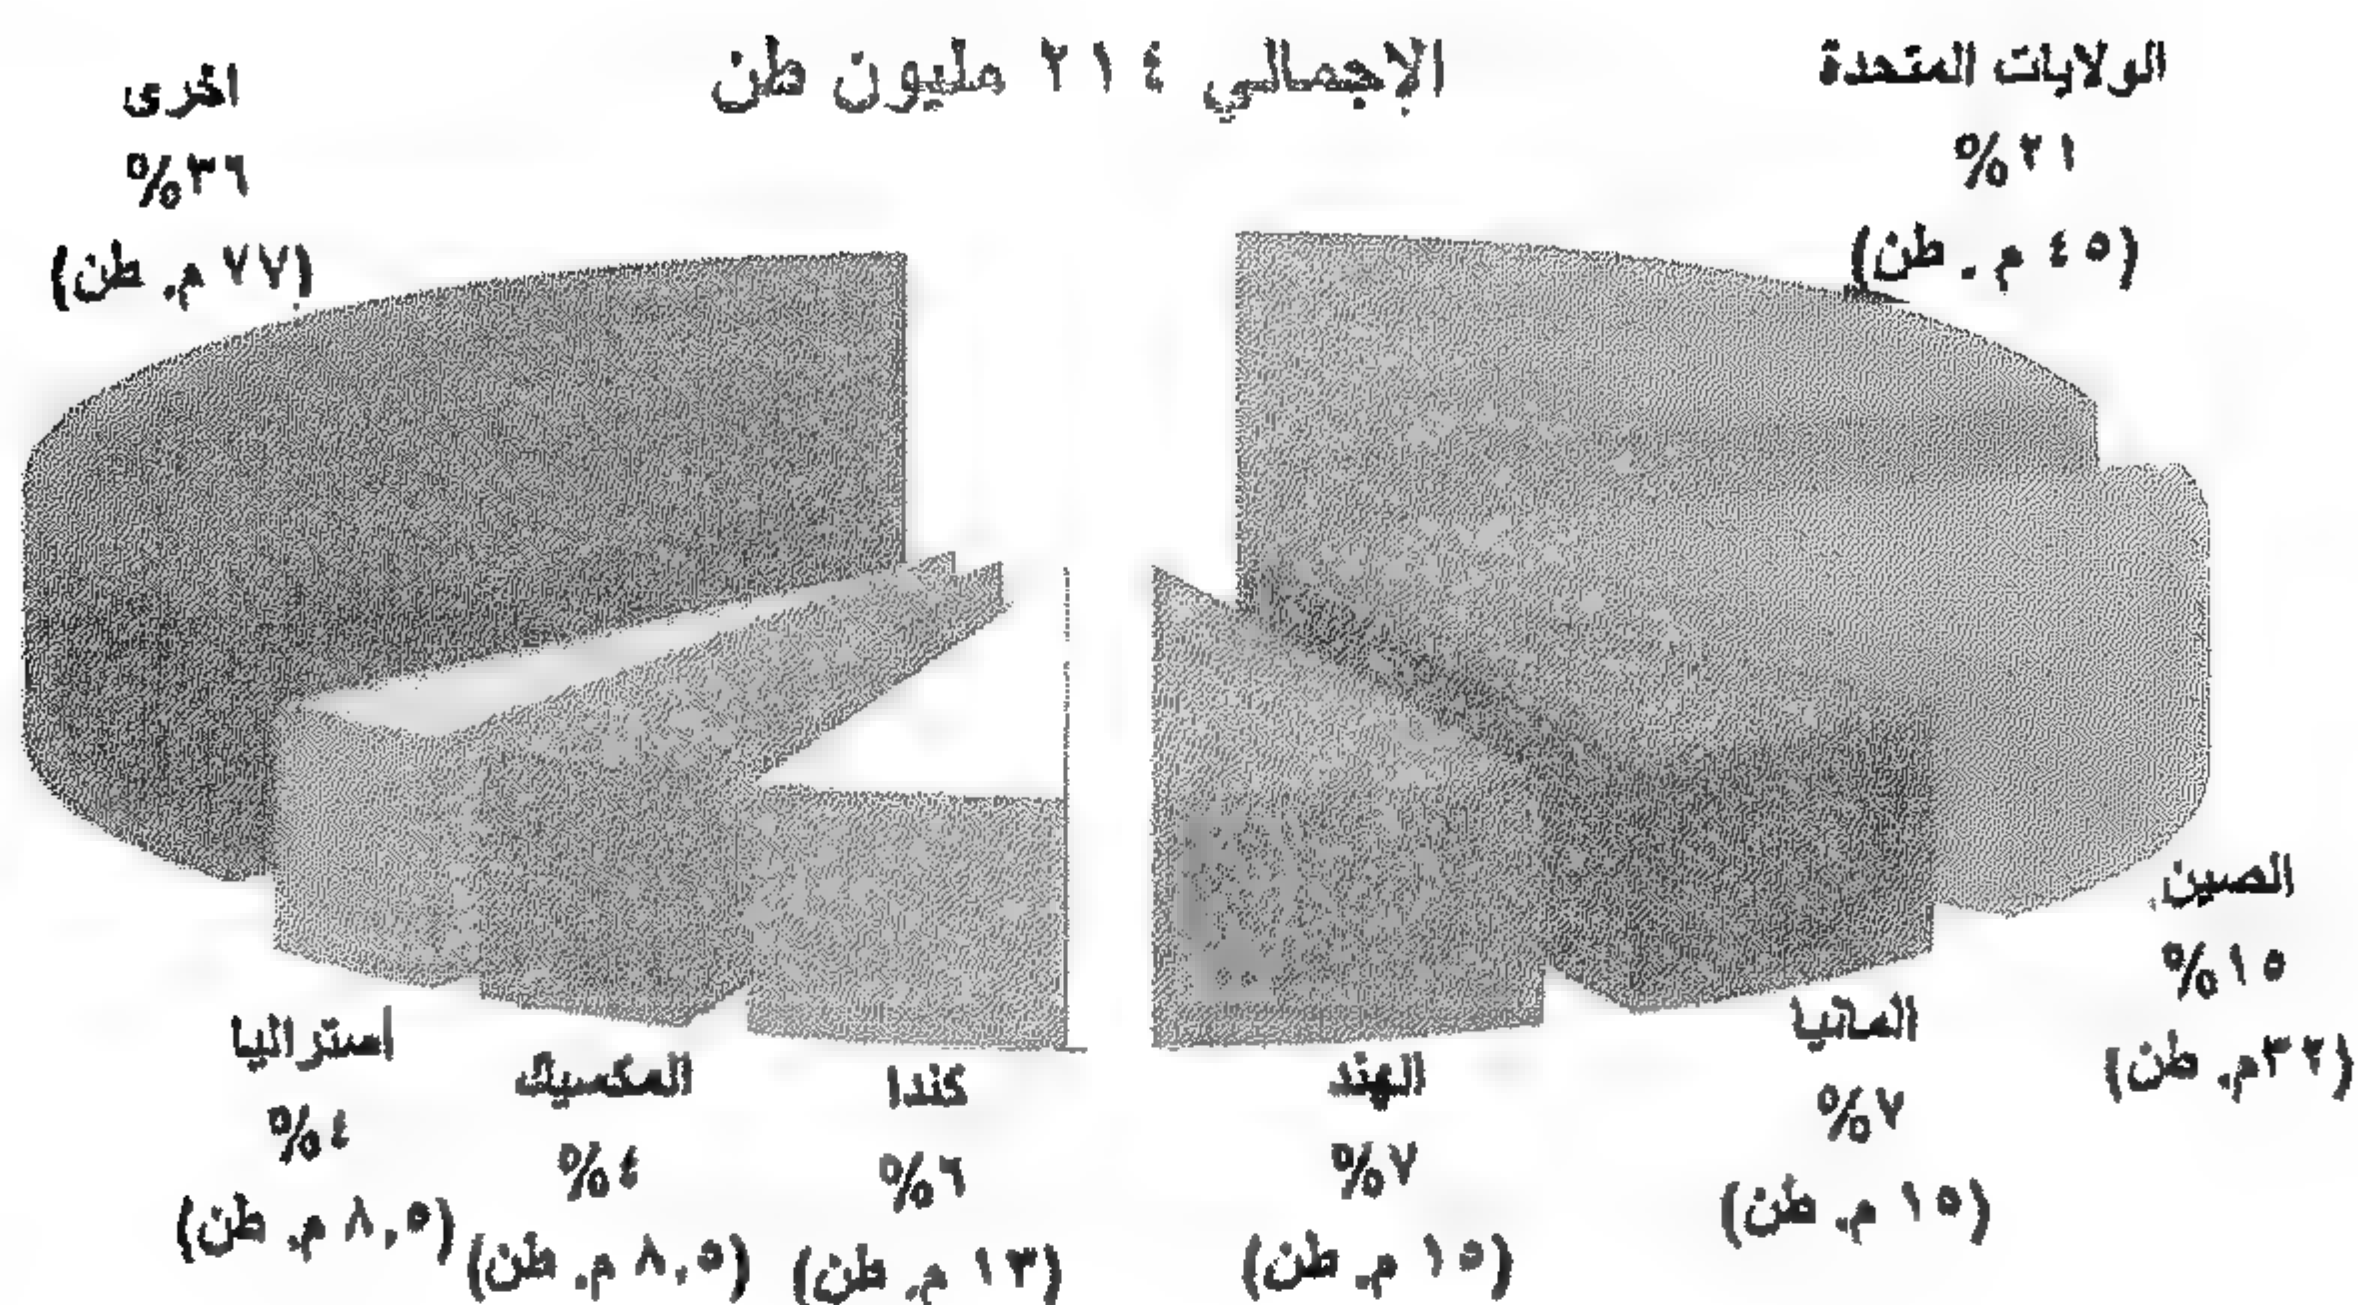 الإجمالي ٢١٤ مليون طن
الولايات المتحدة
%٢١
(٤٥ م. طن)
اخرى
%٣٦
(٧٧ م. طن)
الصين
%١٥
(٣٢م. طن)
المانيا
%٧
(١٥ م. طن)
الهند
%٧
(١٥ م. طن)
كندا
%٦
(١٣ م. طن)
المكسيك
%٤
(٨,٥ م. طن)
استراليا
%٤
(٨,٥ م. طن)